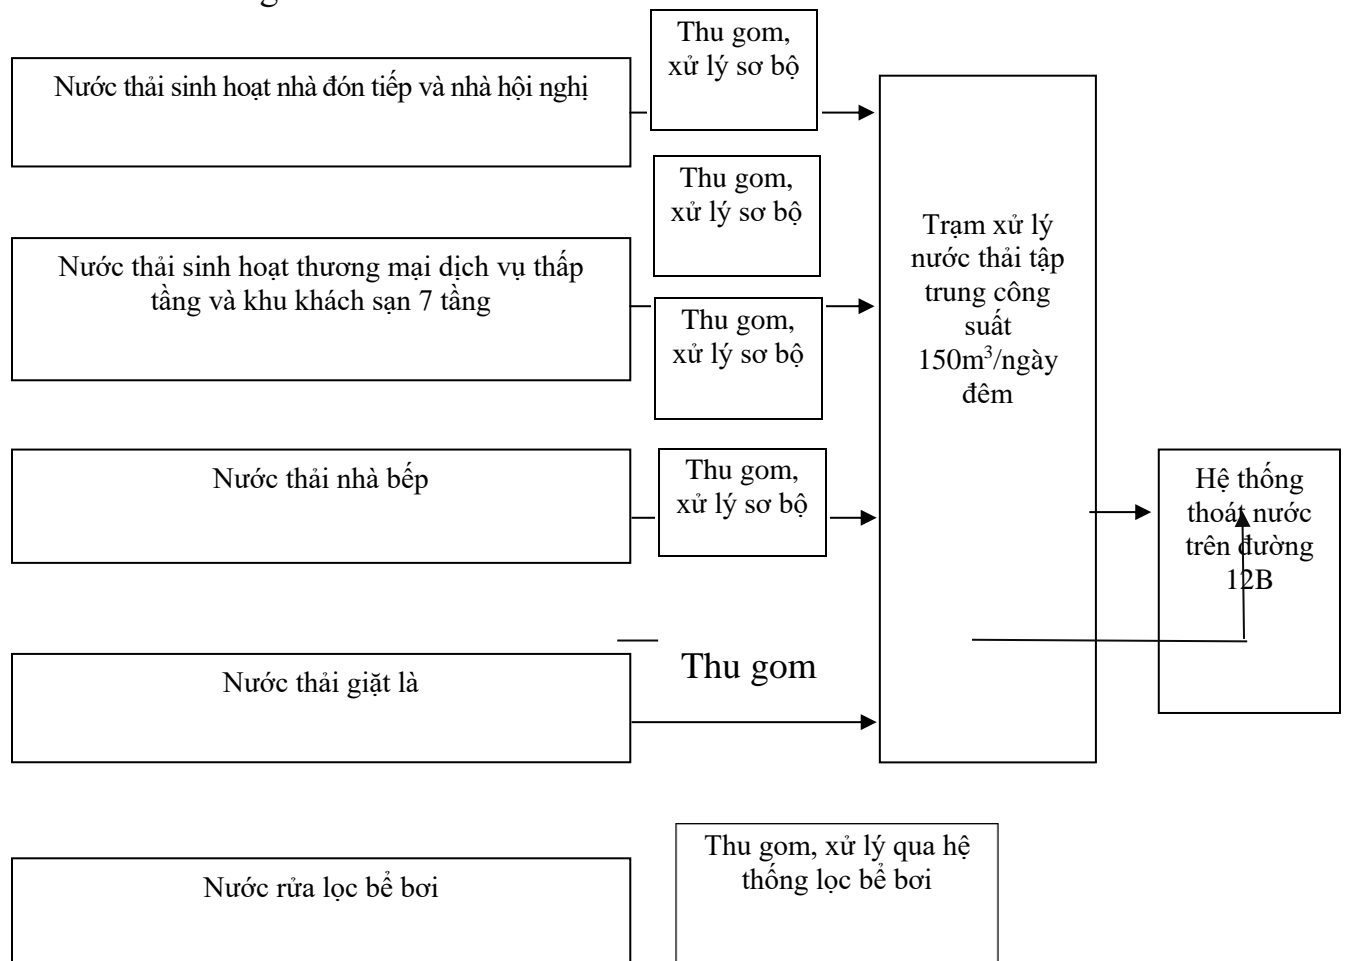 g
Thu gom,
xử lý sơ bộ
Nước thải sinh hoạt nhà đón tiếp và nhà hội nghị
Thu gom,
xử lý sơ bộ
Nước thải sinh hoạt thương mại dịch vụ thấp
tầng và khu khách sạn 7 tầng
Thu gom,
xử lý sơ bộ
Trạm xử lý
nước thải tập
trung công
suất
150m³/ngày
đêm
Nước thải nhà bếp
Thu gom,
xử lý sơ bộ
Hệ thống
thoát nước
trên đường
12B
Nước thải giặt là
Thu gom
Nước rửa lọc bể bơi
Thu gom, xử lý qua hệ
thống lọc bể bơi